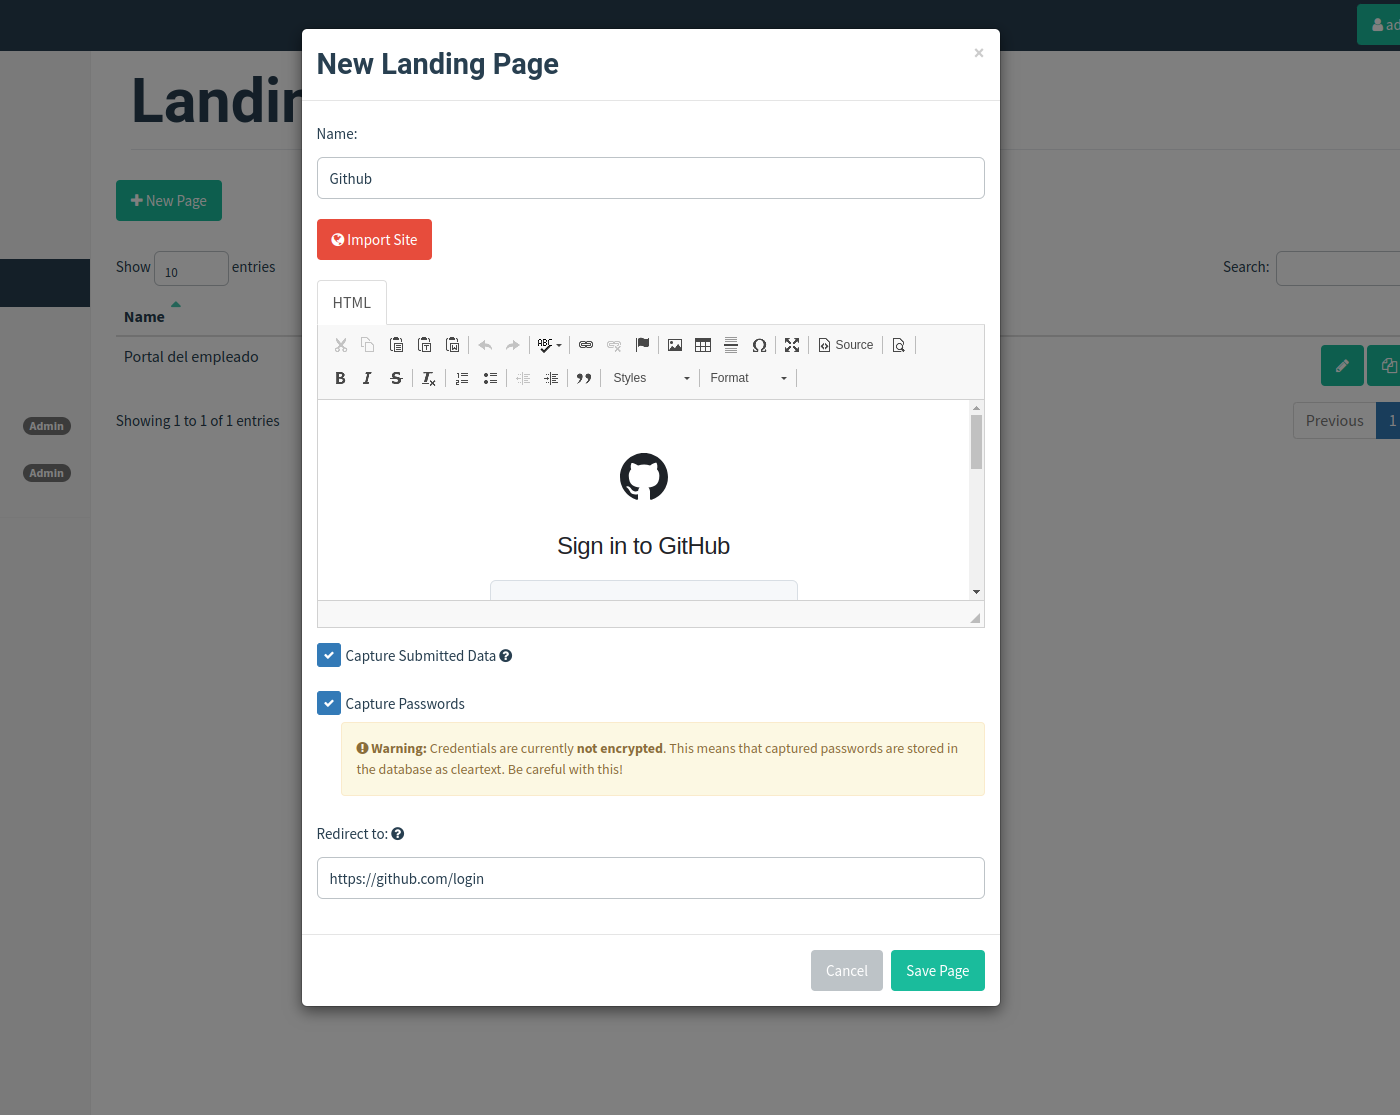 ad
New Landing Page
×
Landin
Name:
Github
New Page
Import Site
Show 10 entries
Search:
HTML
Name
ABC
Source
Portal del empleado
B I S Tx
Styles
Format
Showing 1 to 1 of 1 entries
Previous 1
Admin
Admin
Sign in to GitHub
Capture Submitted Data
Capture Passwords
Warning: Credentials are currently not encrypted. This means that captured passwords are stored in
the database as cleartext. Be careful with this!
Redirect to:
https://github.com/login
Cancel
Save Page